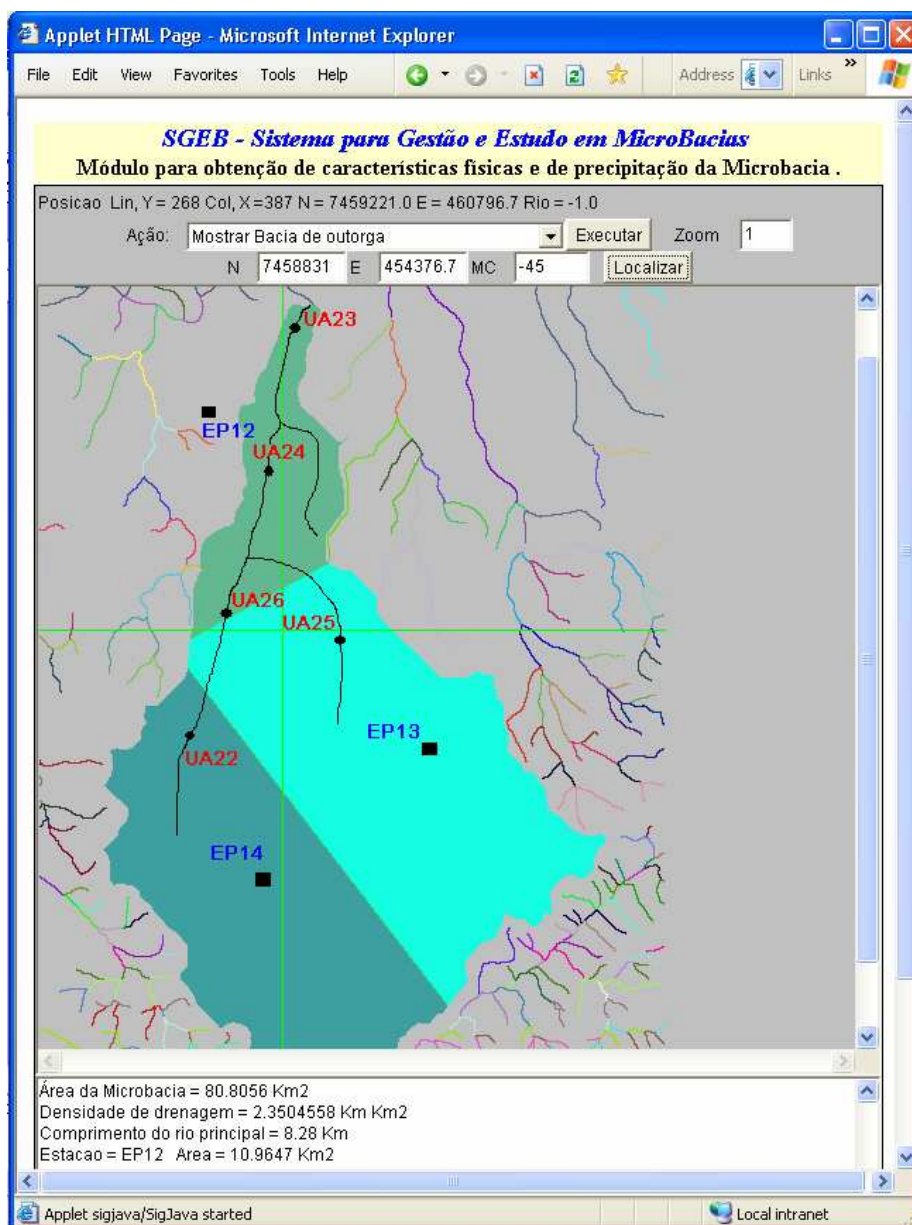 Applet HTML Page - Microsoft Internet Explorer
File Edit View Favorites Tools Help Address Links »
SGEB - Sistema para Gestão e Estudo em MicroBacias
Módulo para obtenção de características físicas e de precipitação da Microbacia .
Posicao Lin, Y = 268 Col, X =387 N = 7459221.0 E = 460796.7 Rio = -1.0
Ação: Mostrar Bacia de outorga Executar Zoom 1
N 7458831 E 454376.7 MC -45 Localizar
UA23
EP12
UA24
UA26
UA25
EP13
UA22
EP14
Área da Microbacia = 80.8056 Km2
Densidade de drenagem = 2.3504558 Km Km2
Comprimento do rio principal = 8.28 Km
Estacao = EP12 Area = 10.9647 Km2
Applet sigjava/SigJava started Local intranet